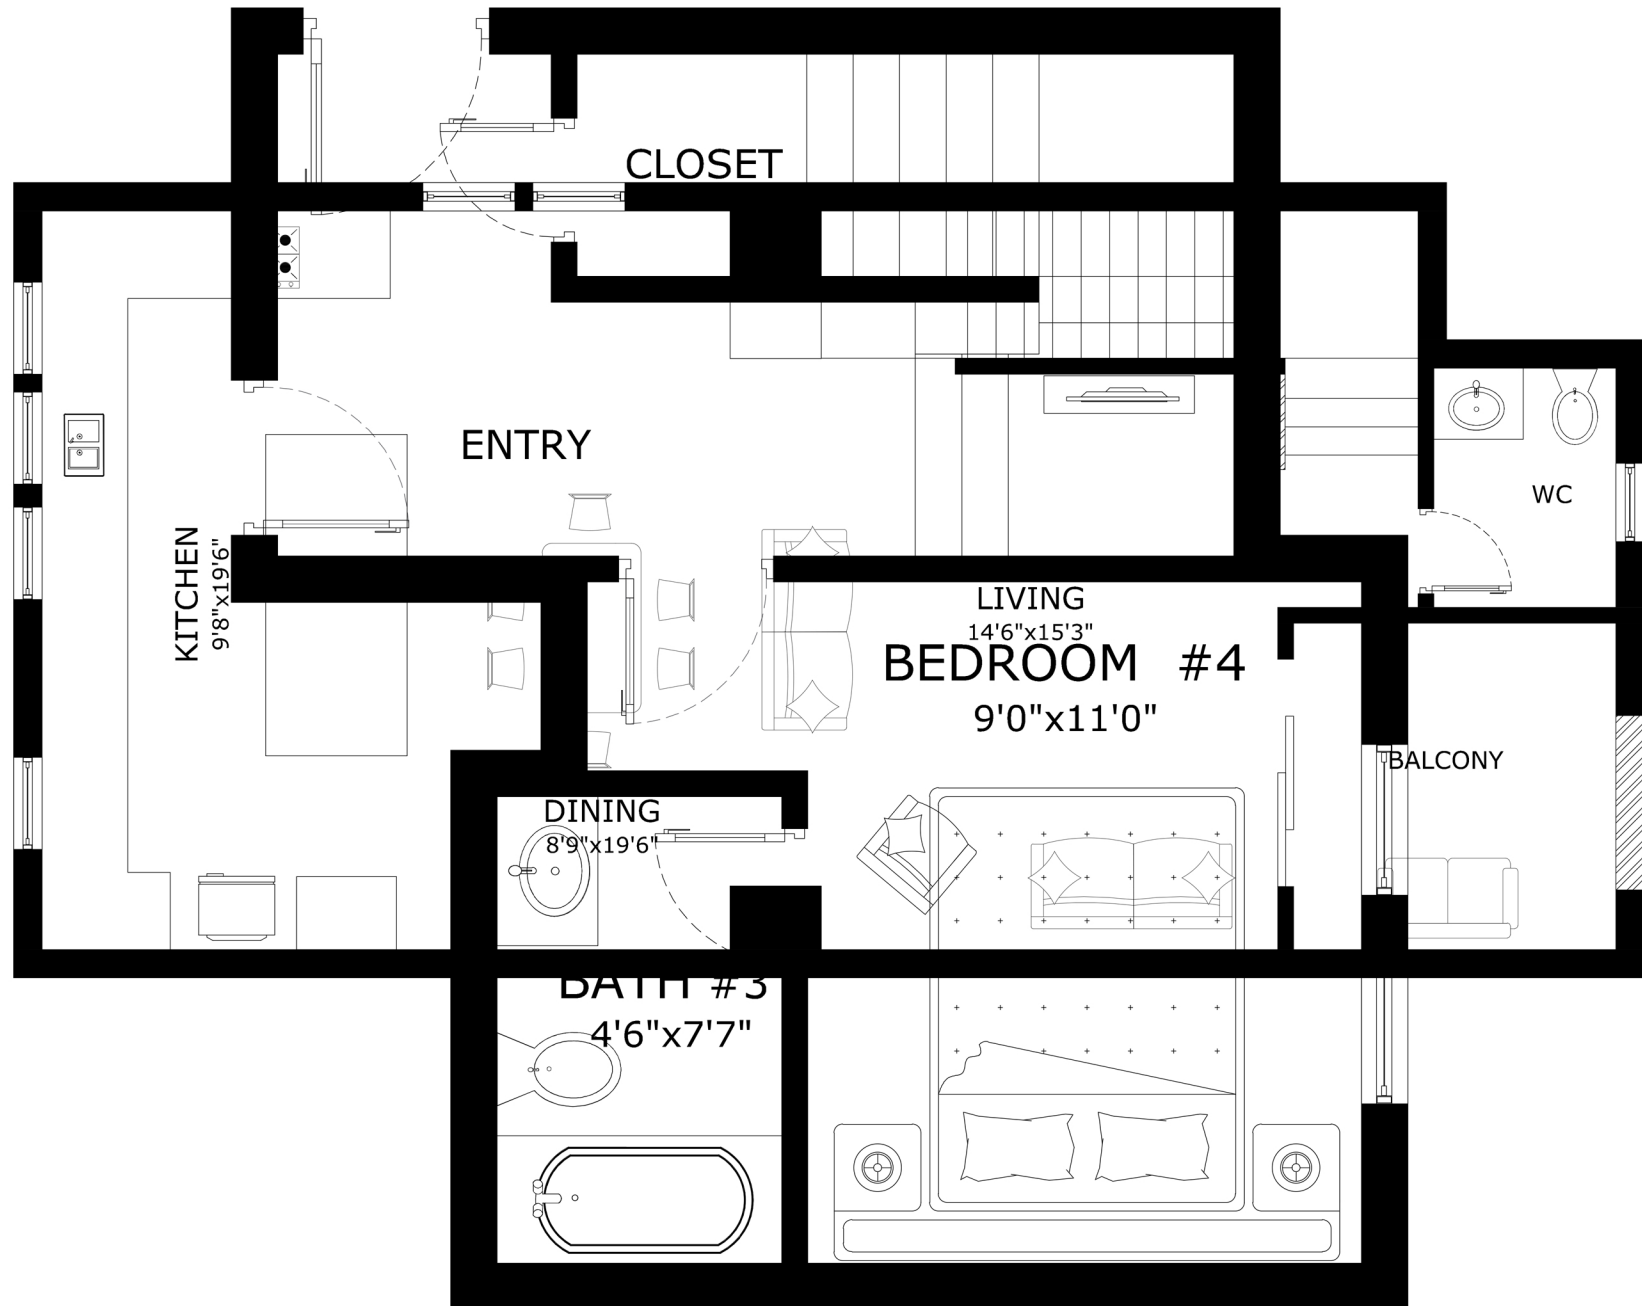 CLOSET
ENTRY
WC
KITCHEN
9'8"x19'6"
LIVING
14'6"x15'3"
BEDROOM #4
9'0"x11'0"
BALCONY
DINING
8'9"x19'6"
BATH #3
4'6"x7'7"